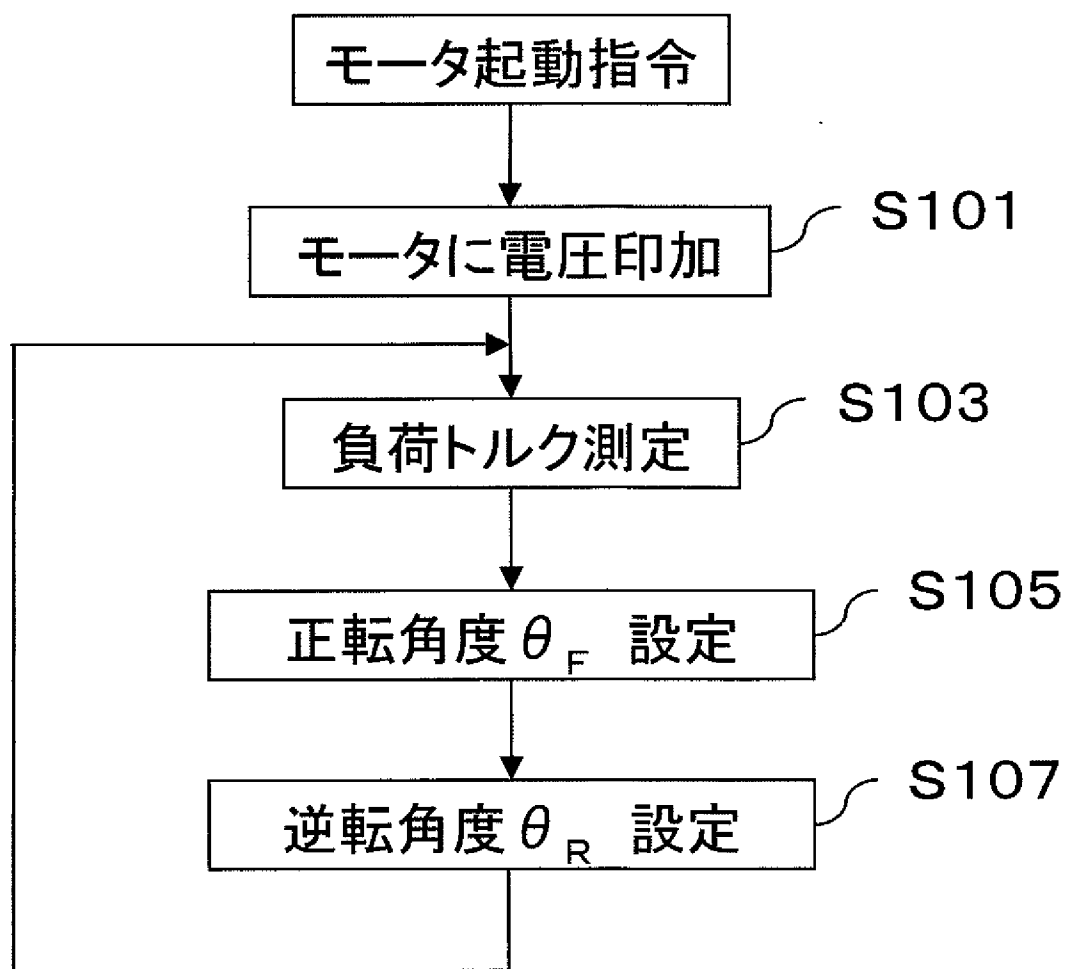 モータ起動指令
S101
モータに電圧印加
S103
負荷トルク測定
S105
正転角度θF 設定
S107
逆転角度θR 設定